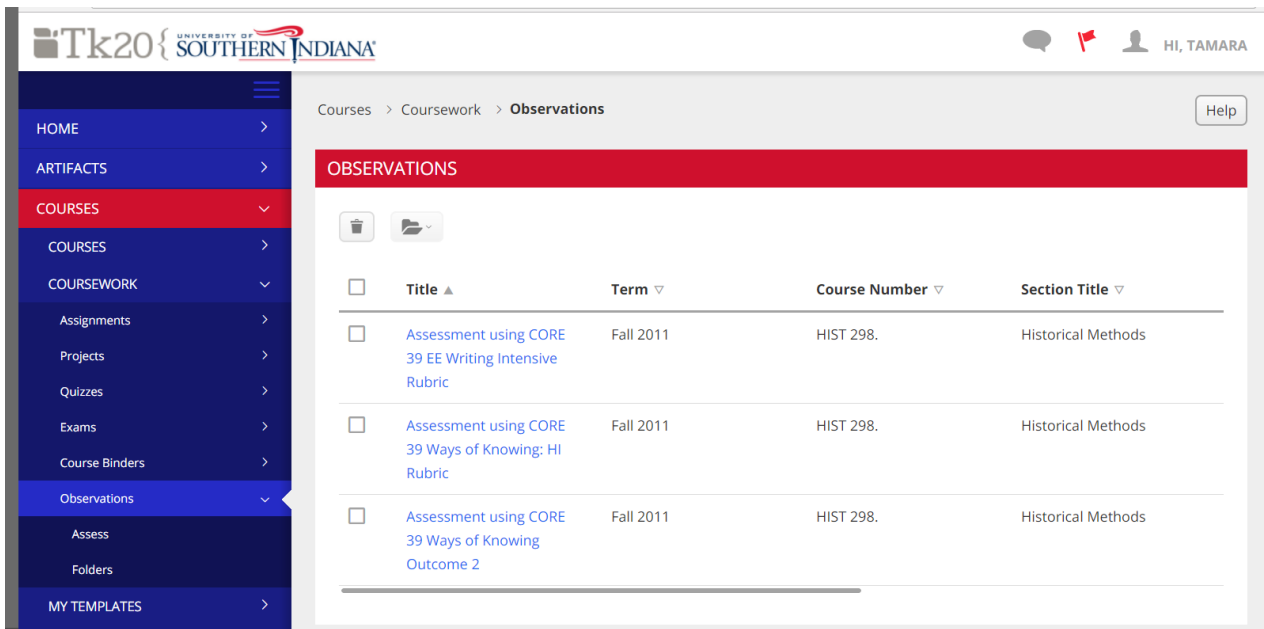 Tk20{ UNIVERSITY OF SOUTHERN INDIANA®
HI, TAMARA
HOME
ARTIFACTS
COURSES
COURSES
COURSEWORK
Assignments
Projects
Quizzes
Exams
Course Binders
Observations
Assess
Folders
MY TEMPLATES
Courses > Coursework > Observations
Help
OBSERVATIONS
Title Term Course Number Section Title
Assessment using CORE Fall 2011 HIST 298. Historical Methods
39 EE Writing Intensive
Rubric
Assessment using CORE Fall 2011 HIST 298. Historical Methods
39 Ways of Knowing: HI
Rubric
Assessment using CORE Fall 2011 HIST 298. Historical Methods
39 Ways of Knowing
Outcome 2